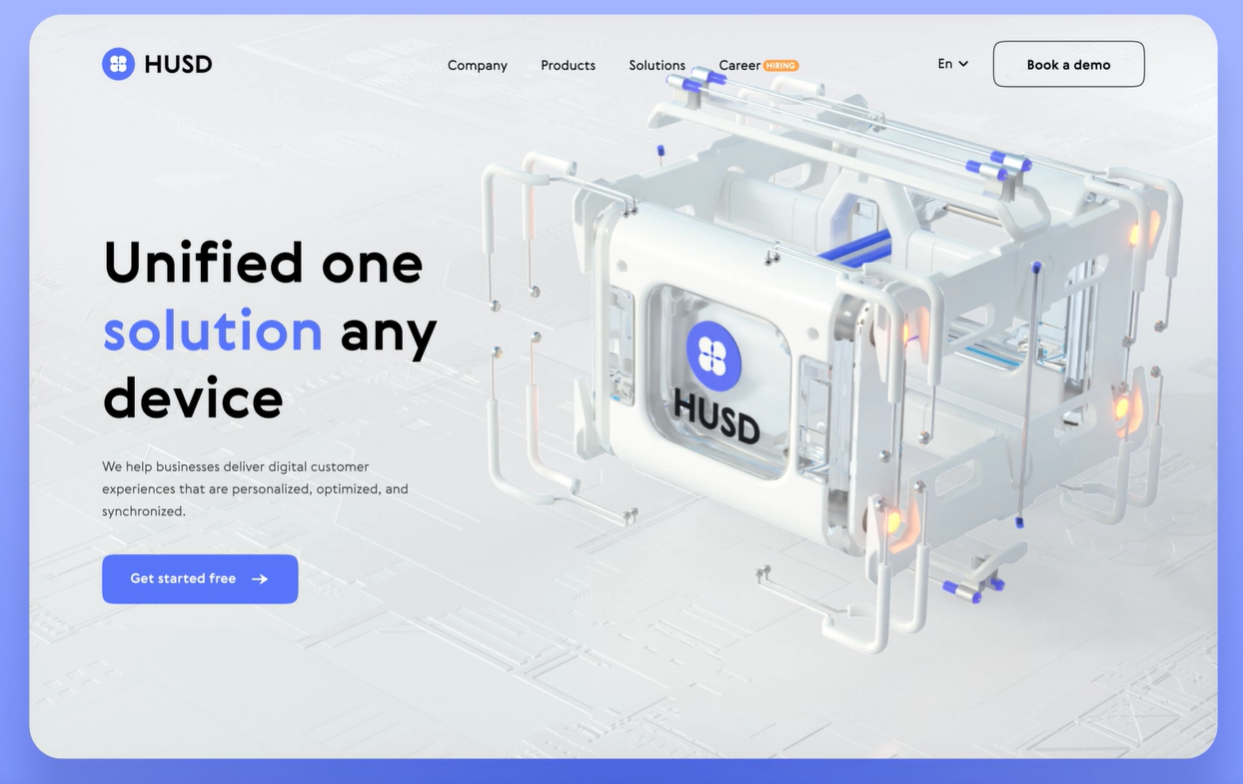 HUSD
Company
Products
Solutions
Career HIRING
En
Book a demo
Unified one
solution any
device
We help businesses deliver digital customer
experiences that are personalized, optimized, and
synchronized.
Get started free
HUSD